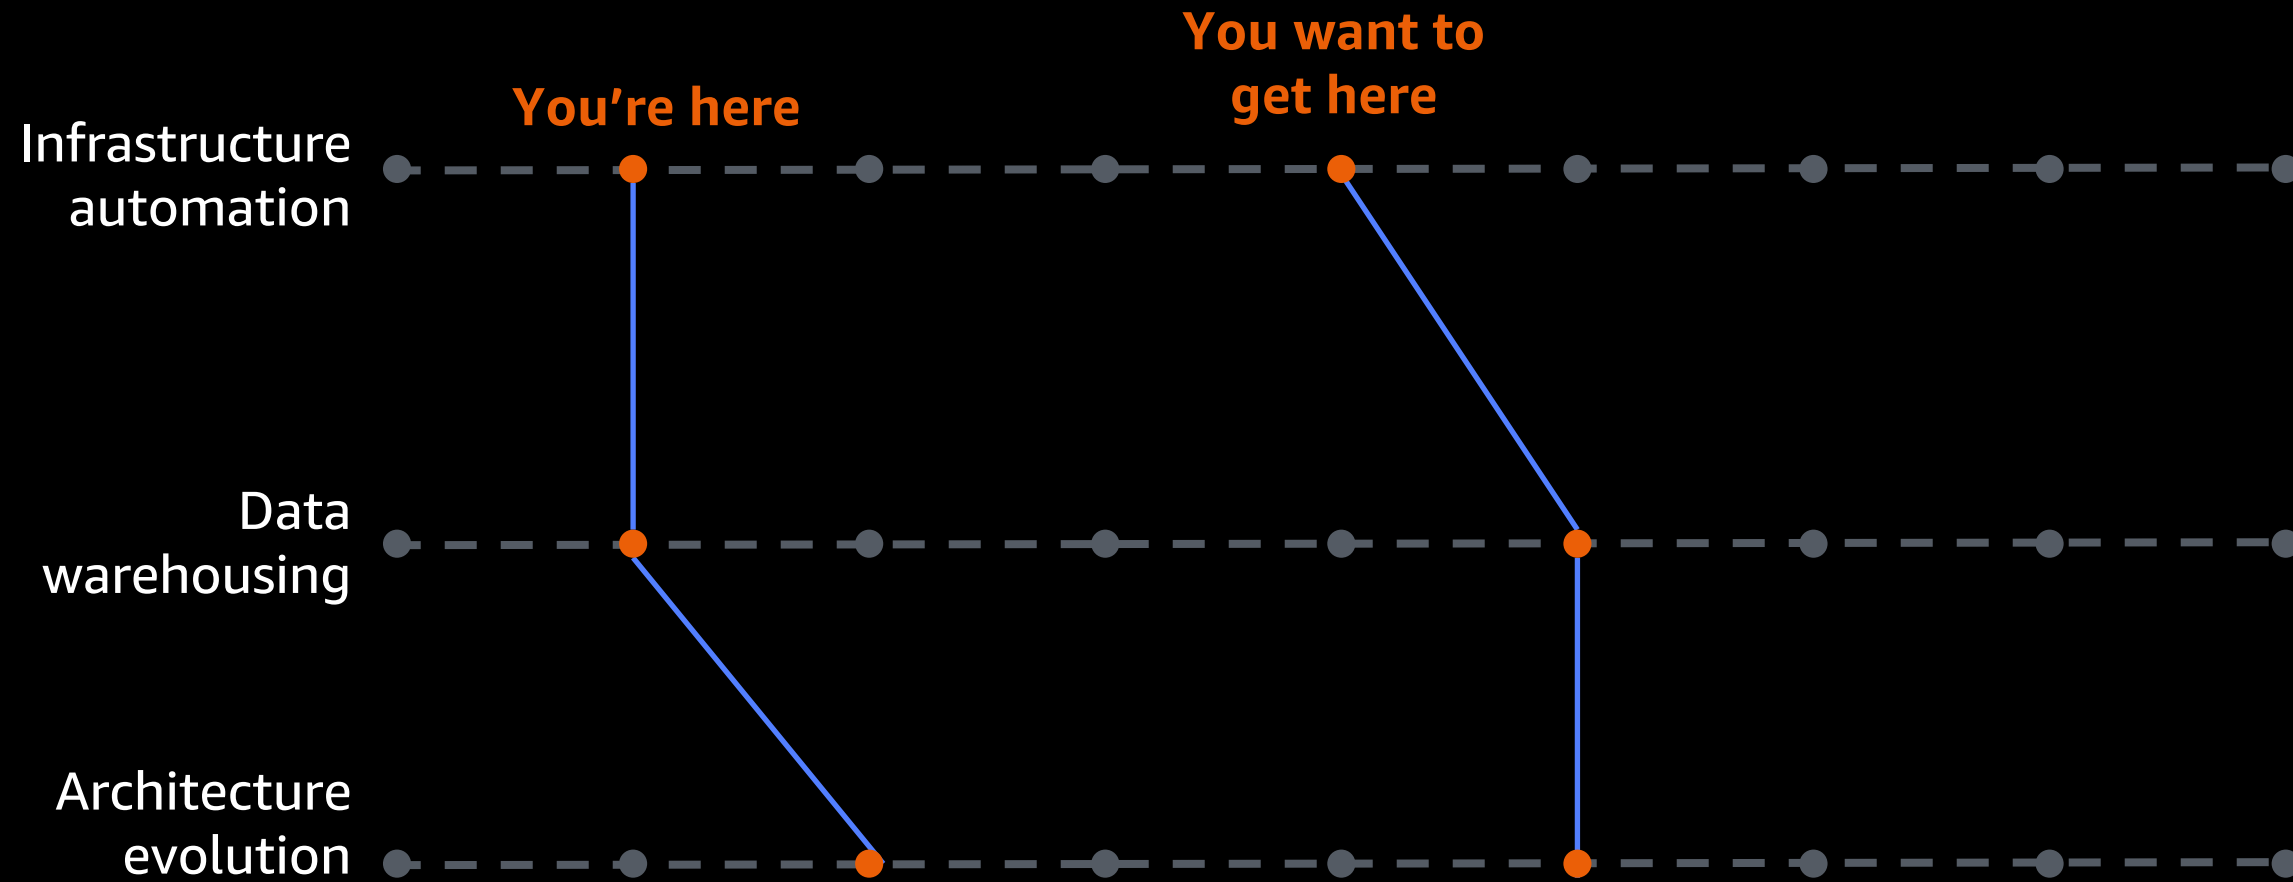 You want to
get here
You’re here
Infrastructure
automation
Data
warehousing
Architecture
evolution